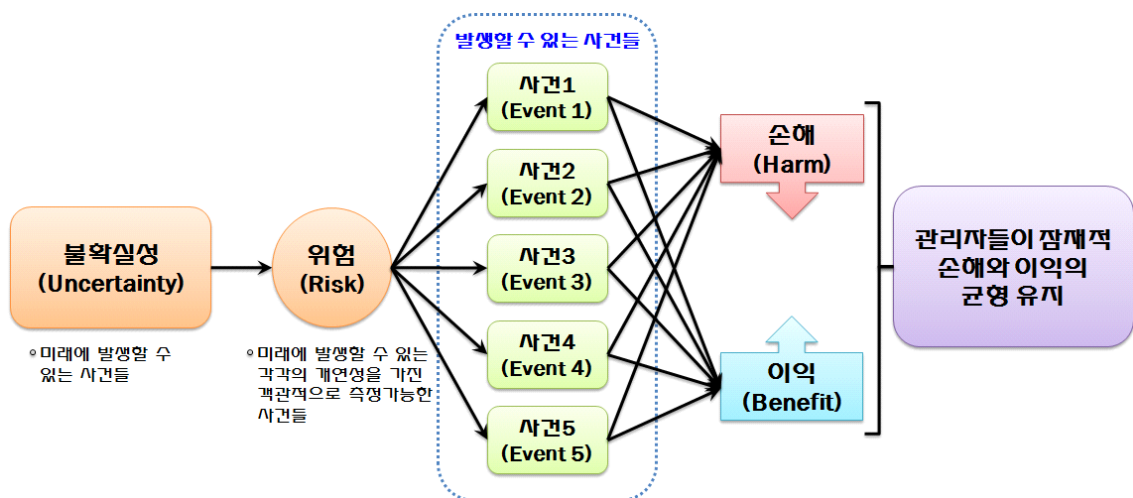 발생할 수 있는 사건들
사건1
(Event 1)
사건2
(Event 2)
사건3
(Event 3)
사건4
(Event 4)
사건5
(Event 5)
불확실성
(Uncertainty)
◦미래에 발생할 수
있는 사건들
위험
(Risk)
◦미래에 발생할 수 있는
각각의 개연성을 가진
객관적으로 측정가능한
사건들
손해
(Harm)
이익
(Benefit)
관리자들이 잠재적
손해와 이익의
균형 유지